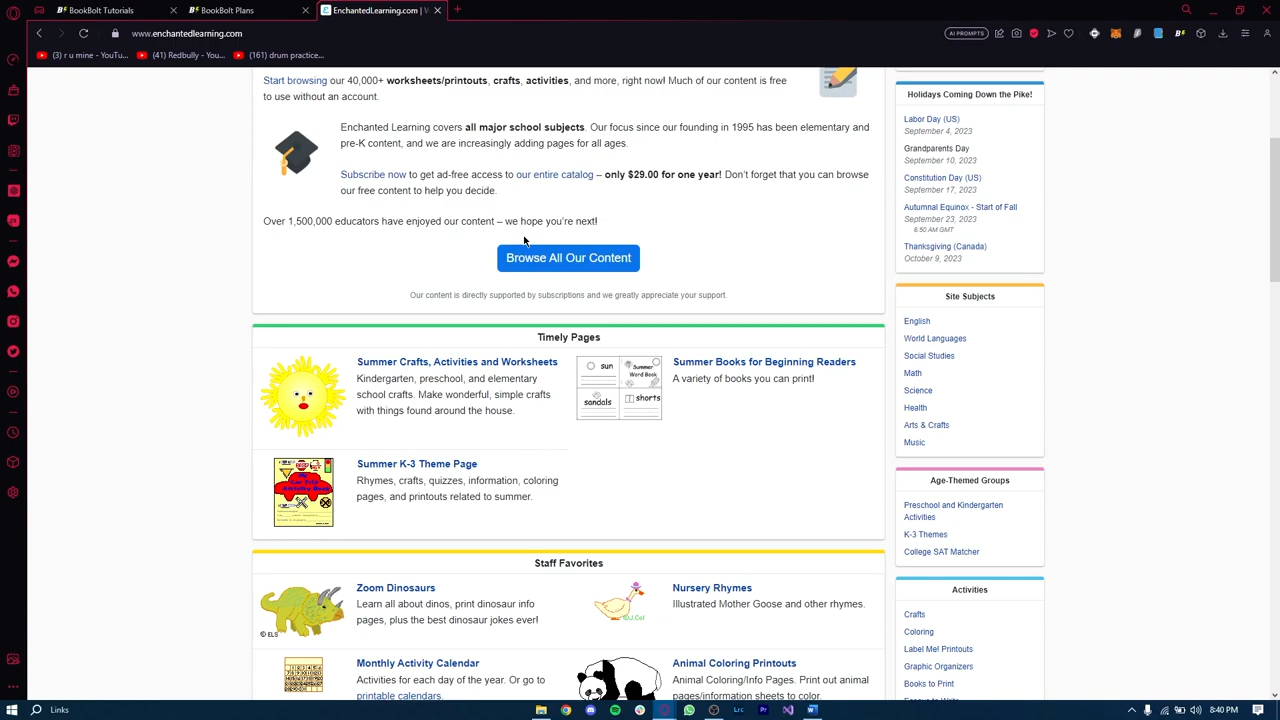 BookBolt Tutorials
BookBolt Plans
EnchantedLearning.com |
www.enchantedlearning.com
AI PROMPTS
(3) r u mine - YouTu...
(41) Redbully - You...
(161) drum practice...
Start browsing our 40,000+ worksheets/printouts, crafts, activities, and more, right now! Much of our content is free
to use without an account.
Enchanted Learning covers all major school subjects. Our focus since our founding in 1995 has been elementary and
pre-K content, and we are increasingly adding pages for all ages.
Subscribe now to get ad-free access to our entire catalog – only $29.00 for one year! Don't forget that you can browse
our free content to help you decide.
Over 1,500,000 educators have enjoyed our content – we hope you're next!
Browse All Our Content
Our content is directly supported by subscriptions and we greatly appreciate your support.
Timely Pages
Summer Crafts, Activities and Worksheets
Kindergarten, preschool, and elementary
school crafts. Make wonderful, simple crafts
with things found around the house.
sun
Summer
Word Book
sandals
shorts
Summer Books for Beginning Readers
A variety of books you can print!
Summer K-3 Theme Page
Rhymes, crafts, quizzes, information, coloring
pages, and printouts related to summer.
Staff Favorites
© ELS
Zoom Dinosaurs
Learn all about dinos, print dinosaur info
pages, plus the best dinosaur jokes ever!
Nursery Rhymes
Illustrated Mother Goose and other rhymes.
Monthly Activity Calendar
Activities for each day of the year. Or go to
printable calendars.
Animal Coloring Printouts
Animal Coloring/Info Pages. Print out animal
pages/information sheets to color.
Holidays Coming Down the Pike!
Labor Day (US)
September 4, 2023
Grandparents Day
September 10, 2023
Constitution Day (US)
September 17, 2023
Autumnal Equinox - Start of Fall
September 23, 2023
6:50 AM GMT
Thanksgiving (Canada)
October 9, 2023
Site Subjects
English
World Languages
Social Studies
Math
Science
Health
Arts & Crafts
Music
Age-Themed Groups
Preschool and Kindergarten
Activities
K-3 Themes
College SAT Matcher
Activities
Crafts
Coloring
Label Me! Printouts
Graphic Organizers
Books to Print
Links
Lrc
Pr
8:40 PM